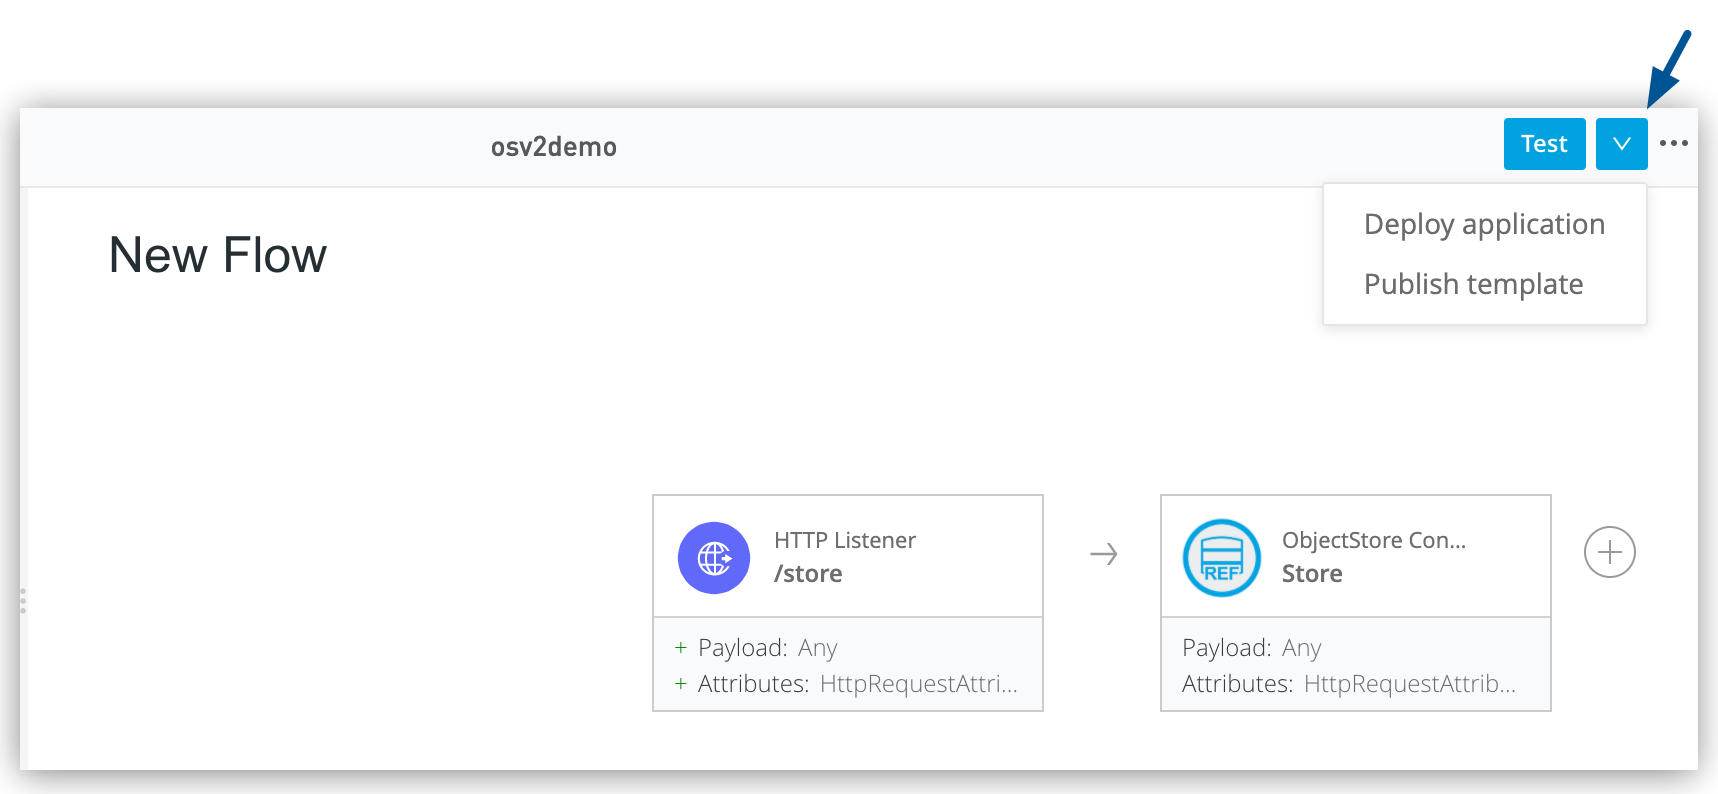 osv2demo
Test
Deploy application
Publish template
New Flow
HTTP Listener
/store
+ Payload: Any
+ Attributes: HttpRequestAttri...
REF
ObjectStore Con...
Store
Payload: Any
Attributes: HttpRequestAttrib...